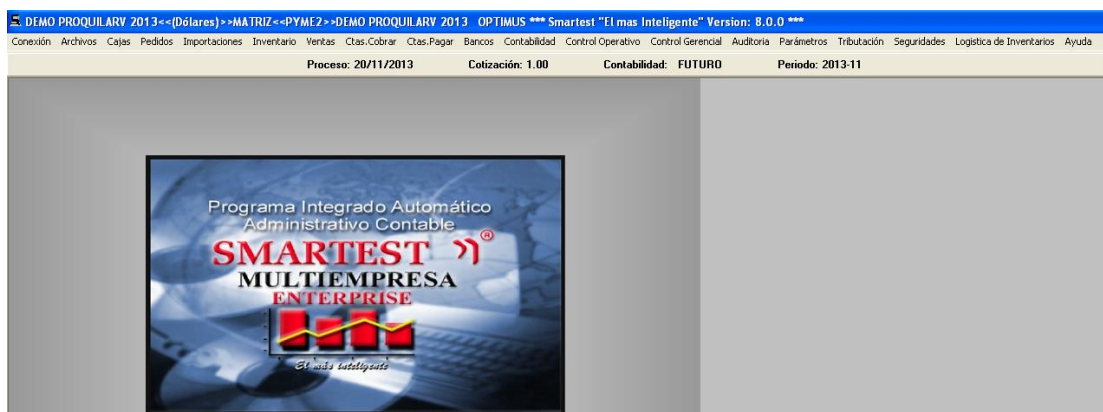 DEMO PROQUILARV 2013<<(Dólares)>>MATRIZ<<PYME2>>DEMO PROQUILARV 2013 OPTIMUS *** Smartest "El mas Inteligente" Version: 8.0.0 ***
Conexión Archivos Cajas Pedidos Importaciones Inventario Ventas Ctas.Cobrar Ctas.Pagar Bancos Contabilidad Control Operativo Control Gerencial Auditoria Parámetros Tributación Seguridades Logistica de Inventarios Ayuda
Proceso: 20/11/2013 Cotización: 1.00 Contabilidad: FUTURO Periodo: 2013-11
Programa Integrado Automático
Administrativo Contable
SMARTEST ®
MULTIEMPRESA
ENTERPRISE
El más inteligente